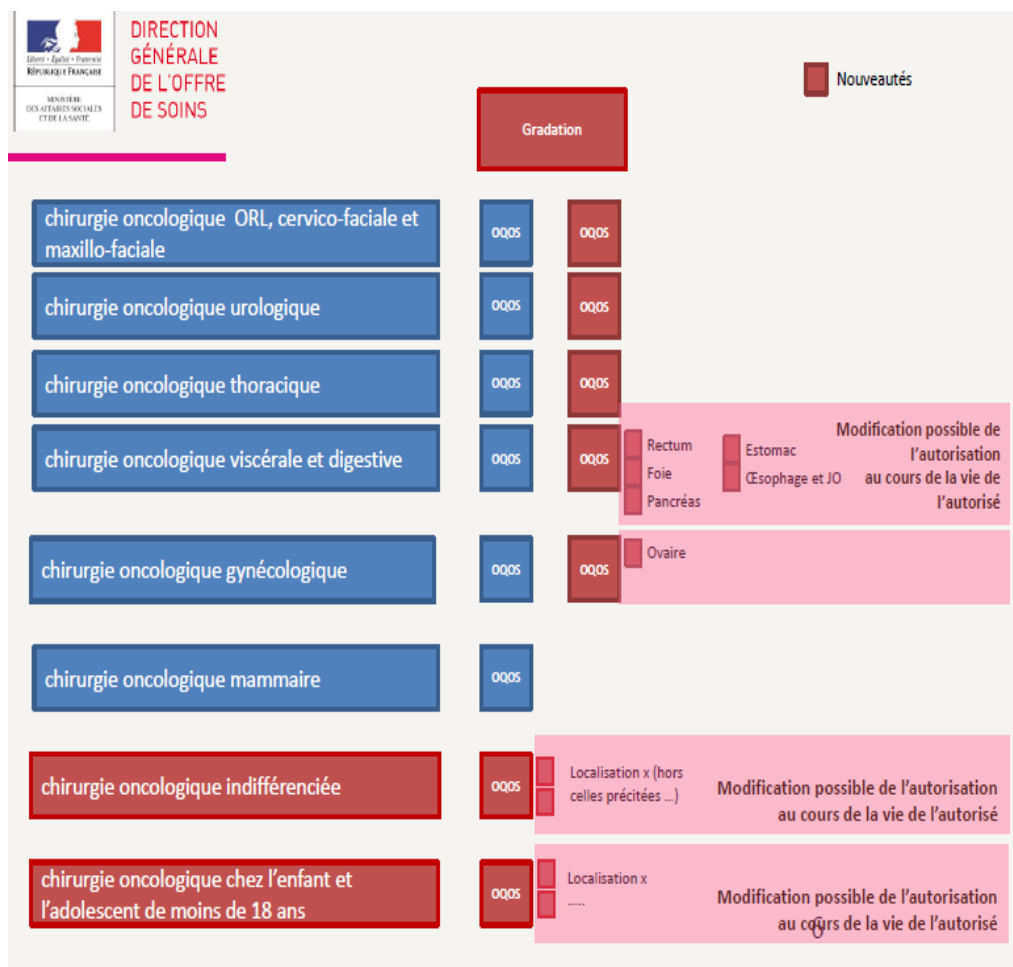 Liberté • Égalité • Fraternité
RÉPUBLIQUE FRANÇAISE
MINISTÈRE
DES AFFAIRES SOCIALES
ET DE LA SANTÉ
DIRECTION
GÉNÉRALE
DE L'OFFRE
DE SOINS
Nouveautés
Gradation
chirurgie oncologique ORL, cervico-faciale et
maxillo-faciale
OQOS OQOS
chirurgie oncologique urologique
OQOS OQOS
chirurgie oncologique thoracique
OQOS OQOS
chirurgie oncologique viscérale et digestive
OQOS OQOS
Rectum
Foie
Pancréas
Estomac
Œsophage et JO
Modification possible de
l'autorisation
au cours de la vie de
l'autorisé
chirurgie oncologique gynécologique
OQOS OQOS
Ovaire
chirurgie oncologique mammaire
OQOS
chirurgie oncologique indifférenciée
OQOS
Localisation x (hors
celles précitées ...)
Modification possible de l'autorisation
au cours de la vie de l'autorisé
chirurgie oncologique chez l'enfant et
l'adolescent de moins de 18 ans
OQOS
Localisation x
.....
Modification possible de l'autorisation
au cours de la vie de l'autorisé
6